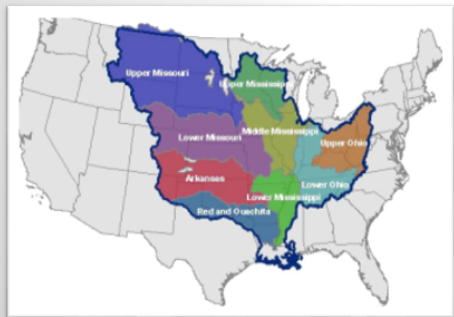 Upper Missouri
Upper Mississippi
Middle Mississippi
Lower Missouri
Upper Ohio
Arkansas
Lower Ohio
Lower Mississippi
Red and Ouachita